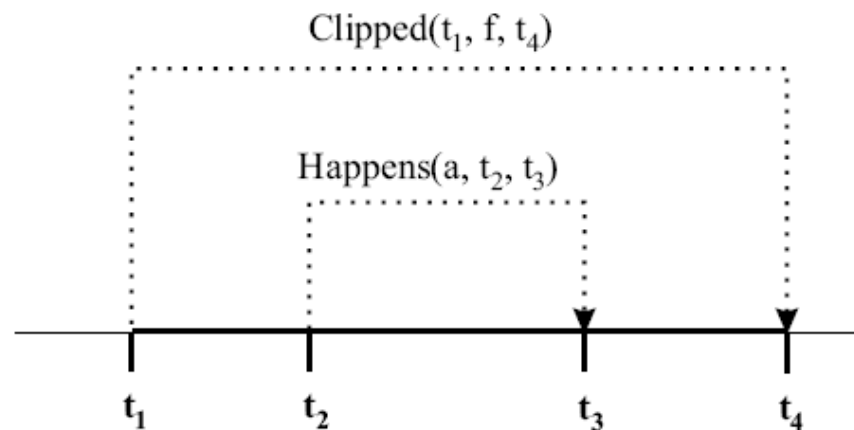 Clipped(t₁, f, t₄)
Happens(a, t₂, t₃)
t₁ t₂ t₃ t₄